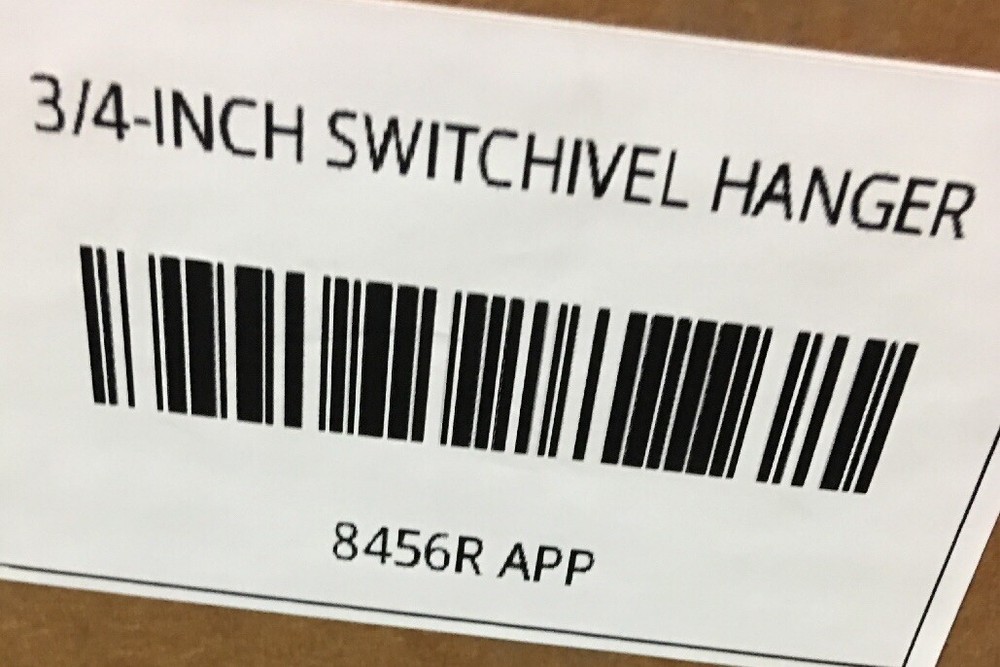 3/4-INCH SWITCHIVEL HANGER
8456R APP